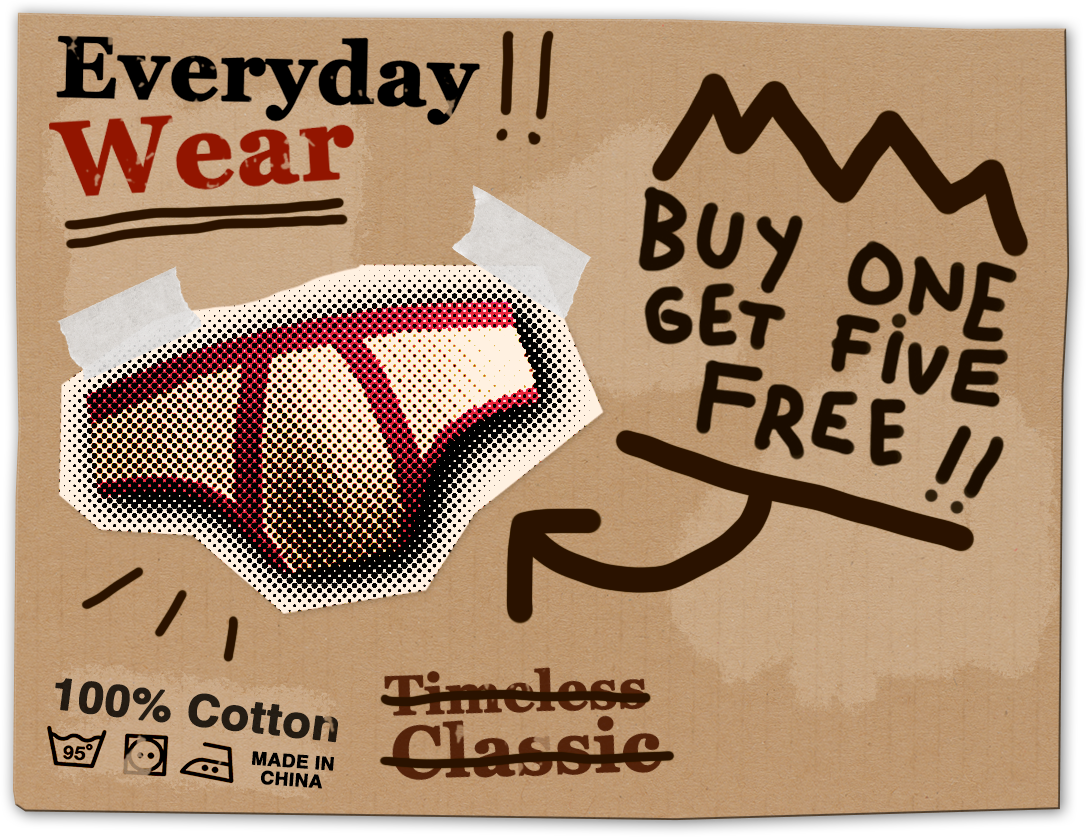 Everyday !!
Wear
BUY ONE
GET FiVE
FREE !!
100% Cotton
95°
MADE IN
CHINA
Timeless
Classic